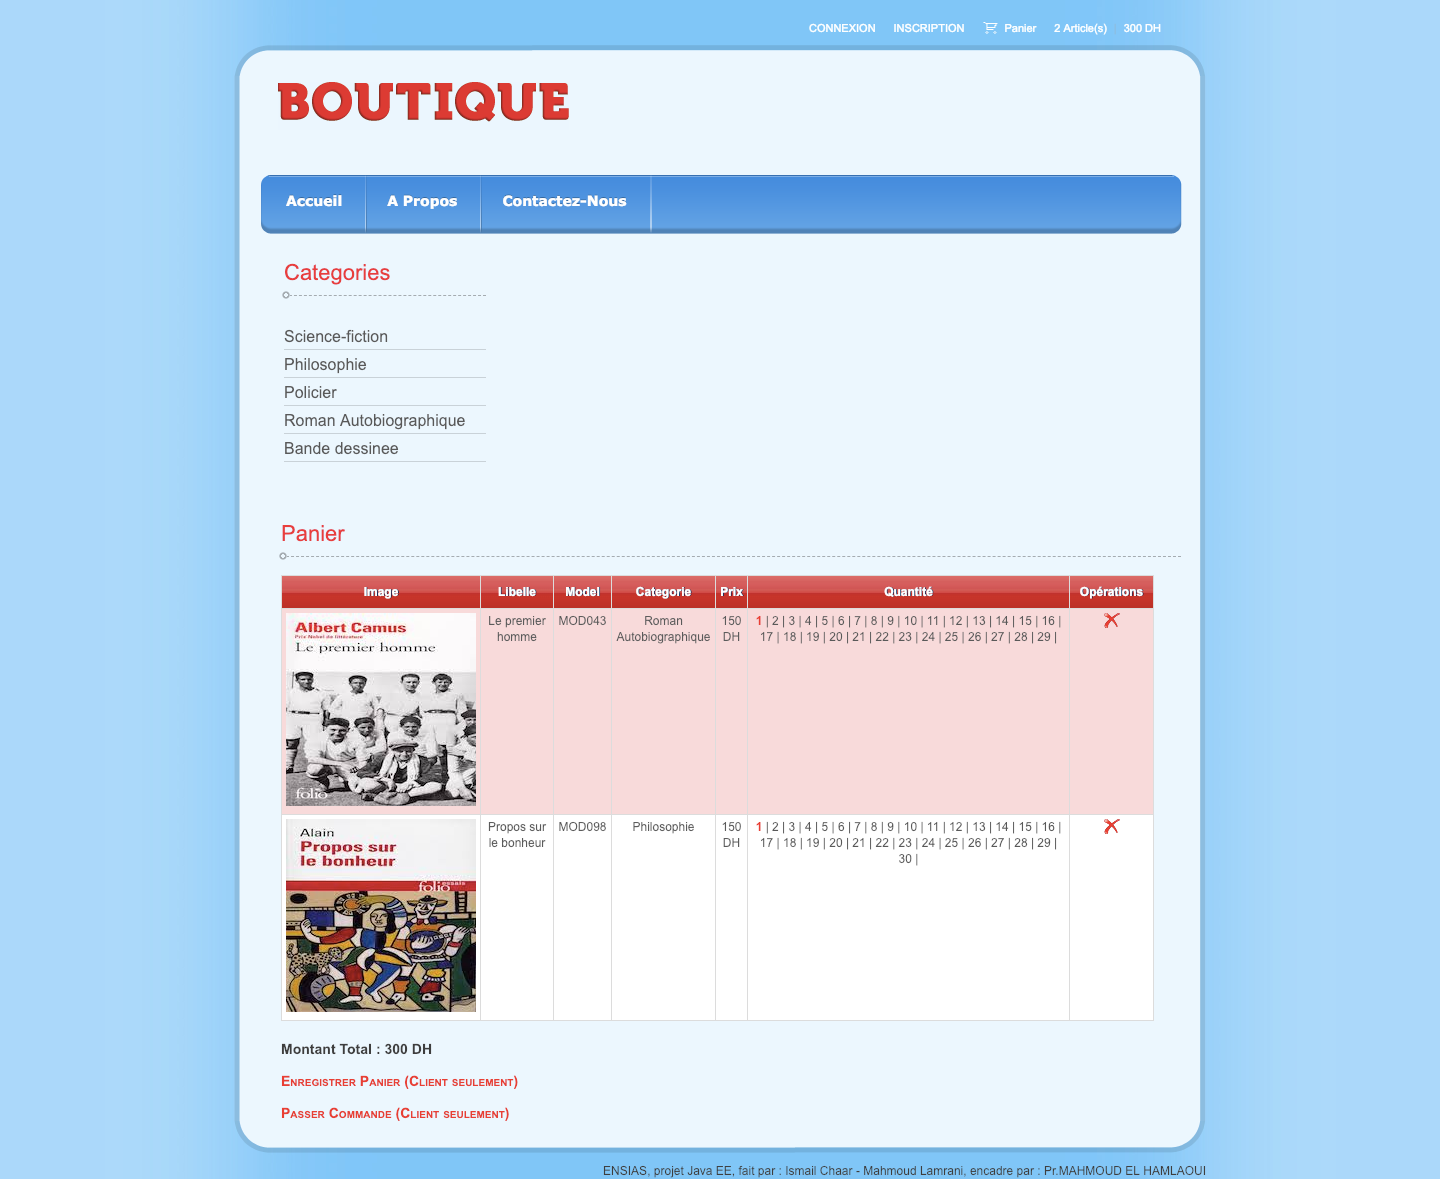 CONNEXION INSCRIPTION Panier 2 Article(s) 300 DH
BOUTIQUE
Accueil A Propos Contactez-Nous
Categories
Science-fiction
Philosophie
Policier
Roman Autobiographique
Bande dessinee
Panier
Image Libelle Model Categorie Prix Quantité Opérations
Albert Camus
Prix Nobel de littérature
Le premier homme
folio
Le premier
homme
MOD043
Roman
Autobiographique
150
DH
1 | 2 | 3 | 4 | 5 | 6 | 7 | 8 | 9 | 10 | 11 | 12 | 13 | 14 | 15 | 16 |
17 | 18 | 19 | 20 | 21 | 22 | 23 | 24 | 25 | 26 | 27 | 28 | 29 |
Alain
Propos sur
le bonheur
folio
essais
Propos sur
le bonheur
MOD098
Philosophie
150
DH
1 | 2 | 3 | 4 | 5 | 6 | 7 | 8 | 9 | 10 | 11 | 12 | 13 | 14 | 15 | 16 |
17 | 18 | 19 | 20 | 21 | 22 | 23 | 24 | 25 | 26 | 27 | 28 | 29 |
30 |
Montant Total : 300 DH
Enregistrer Panier (Client seulement)
Passer Commande (Client seulement)
ENSIAS, projet Java EE, fait par : Ismail Chaar - Mahmoud Lamrani, encadre par : Pr.MAHMOUD EL HAMLAOUI